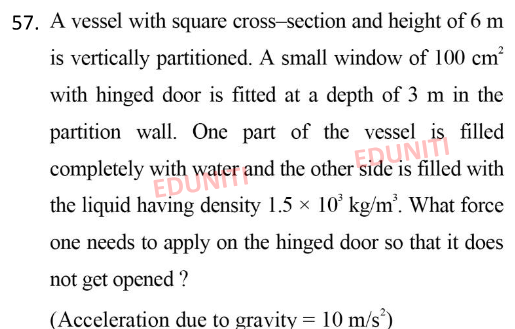 57. A vessel with square cross–section and height of 6 m
is vertically partitioned. A small window of 100 cm²
with hinged door is fitted at a depth of 3 m in the
partition wall. One part of the vessel is filled
completely with water and the other side is filled with
the liquid having density 1.5 × 10³ kg/m³. What force
one needs to apply on the hinged door so that it does
not get opened ?
(Acceleration due to gravity = 10 m/s²)
EDUNITI
EDUNITI